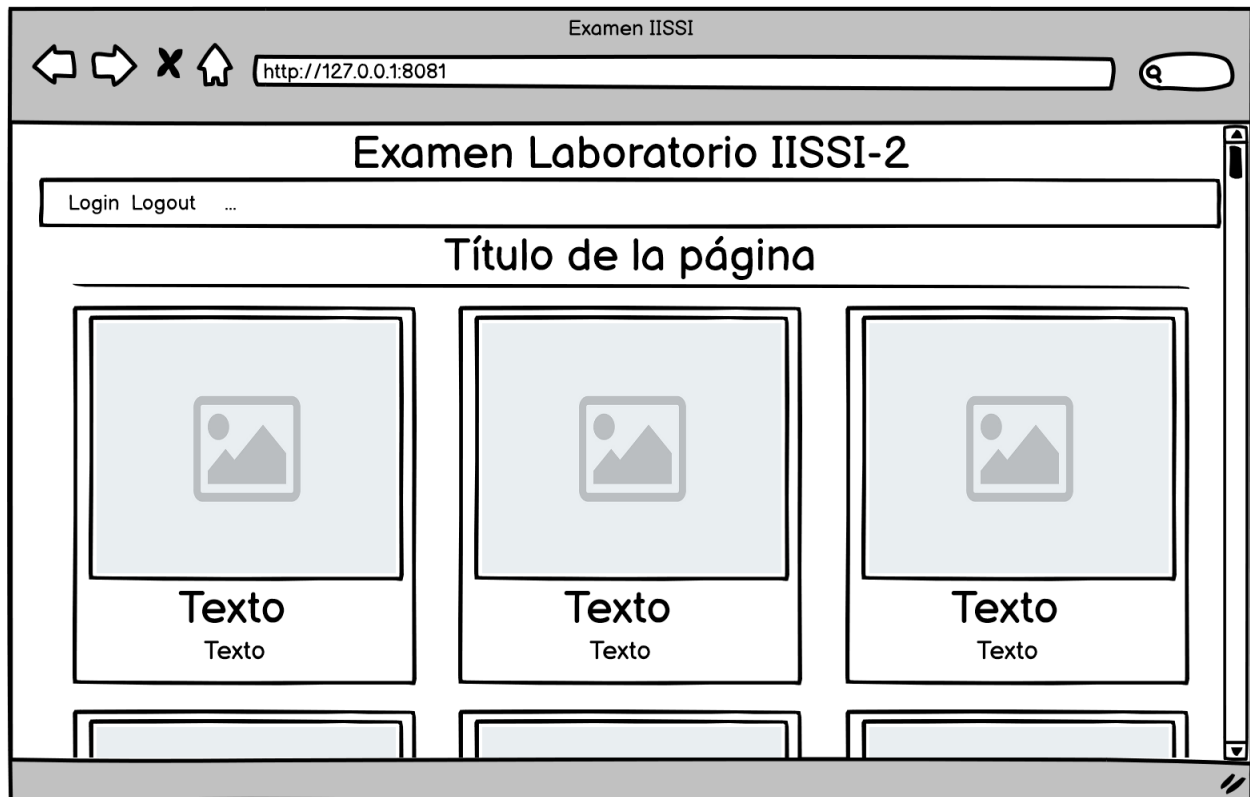 Examen IISSI
http://127.0.0.1:8081
Examen Laboratorio IISSI-2
Login Logout ...
Título de la página
Texto Texto Texto
Texto Texto Texto